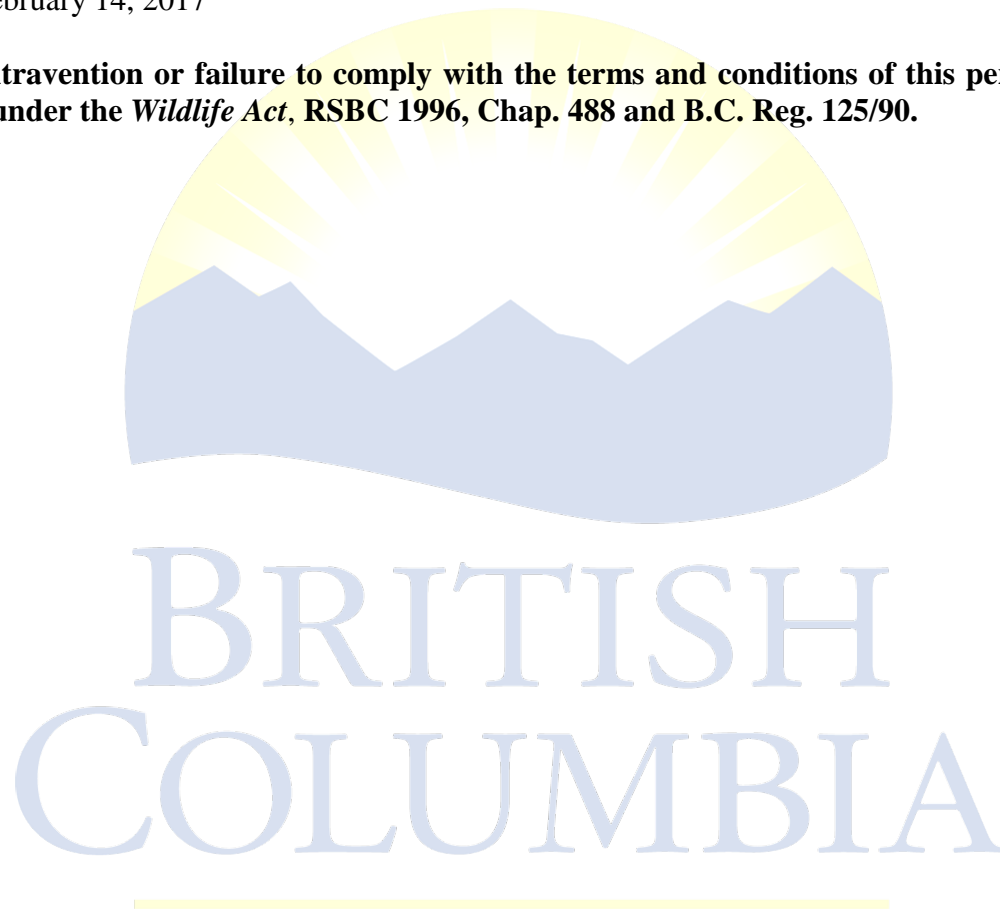 ebruary 14, 2017
travention or failure to comply with the terms and conditions of this pe
under the Wildlife Act, RSBC 1996, Chap. 488 and B.C. Reg. 125/90.
BRITISH
COLUMBIA